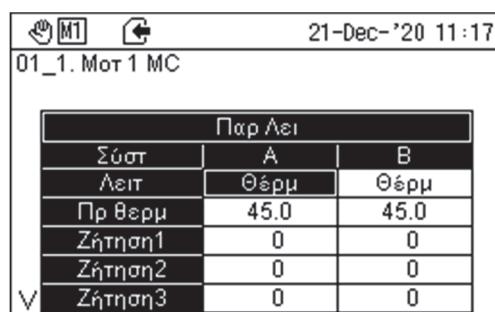 M1 21-Dec-'20 11:17
01_1. Μοτ 1 MC
Παρ Λει
Σύστ A B
Λειτ Θέρμ Θέρμ
Πρ θερμ 45.0 45.0
Ζήτηση1 0 0
Ζήτηση2 0 0
Ζήτηση3 0 0